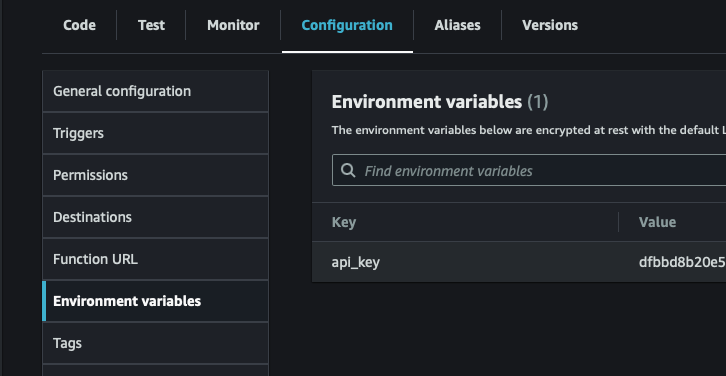 Code Test Monitor Configuration Aliases Versions
General configuration
Triggers
Permissions
Destinations
Function URL
Environment variables
Tags
Environment variables (1)
The environment variables below are encrypted at rest with the default L
Find environment variables
Key Value
api_key dfbbd8b20e5